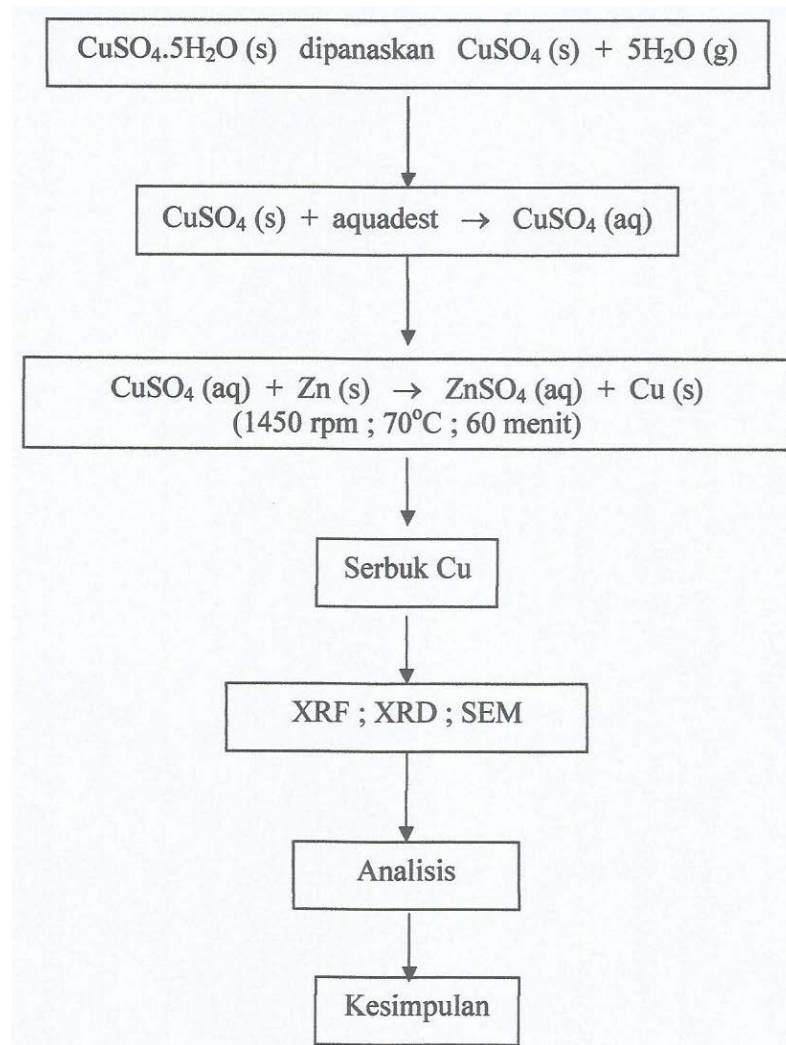 CuSO₄.5H₂O (s) dipanaskan CuSO₄ (s) + 5H₂O (g)
CuSO₄ (s) + aquadest → CuSO₄ (aq)
CuSO₄ (aq) + Zn (s) → ZnSO₄ (aq) + Cu (s)
(1450 rpm ; 70°C ; 60 menit)
Serbuk Cu
XRF ; XRD ; SEM
Analisis
Kesimpulan